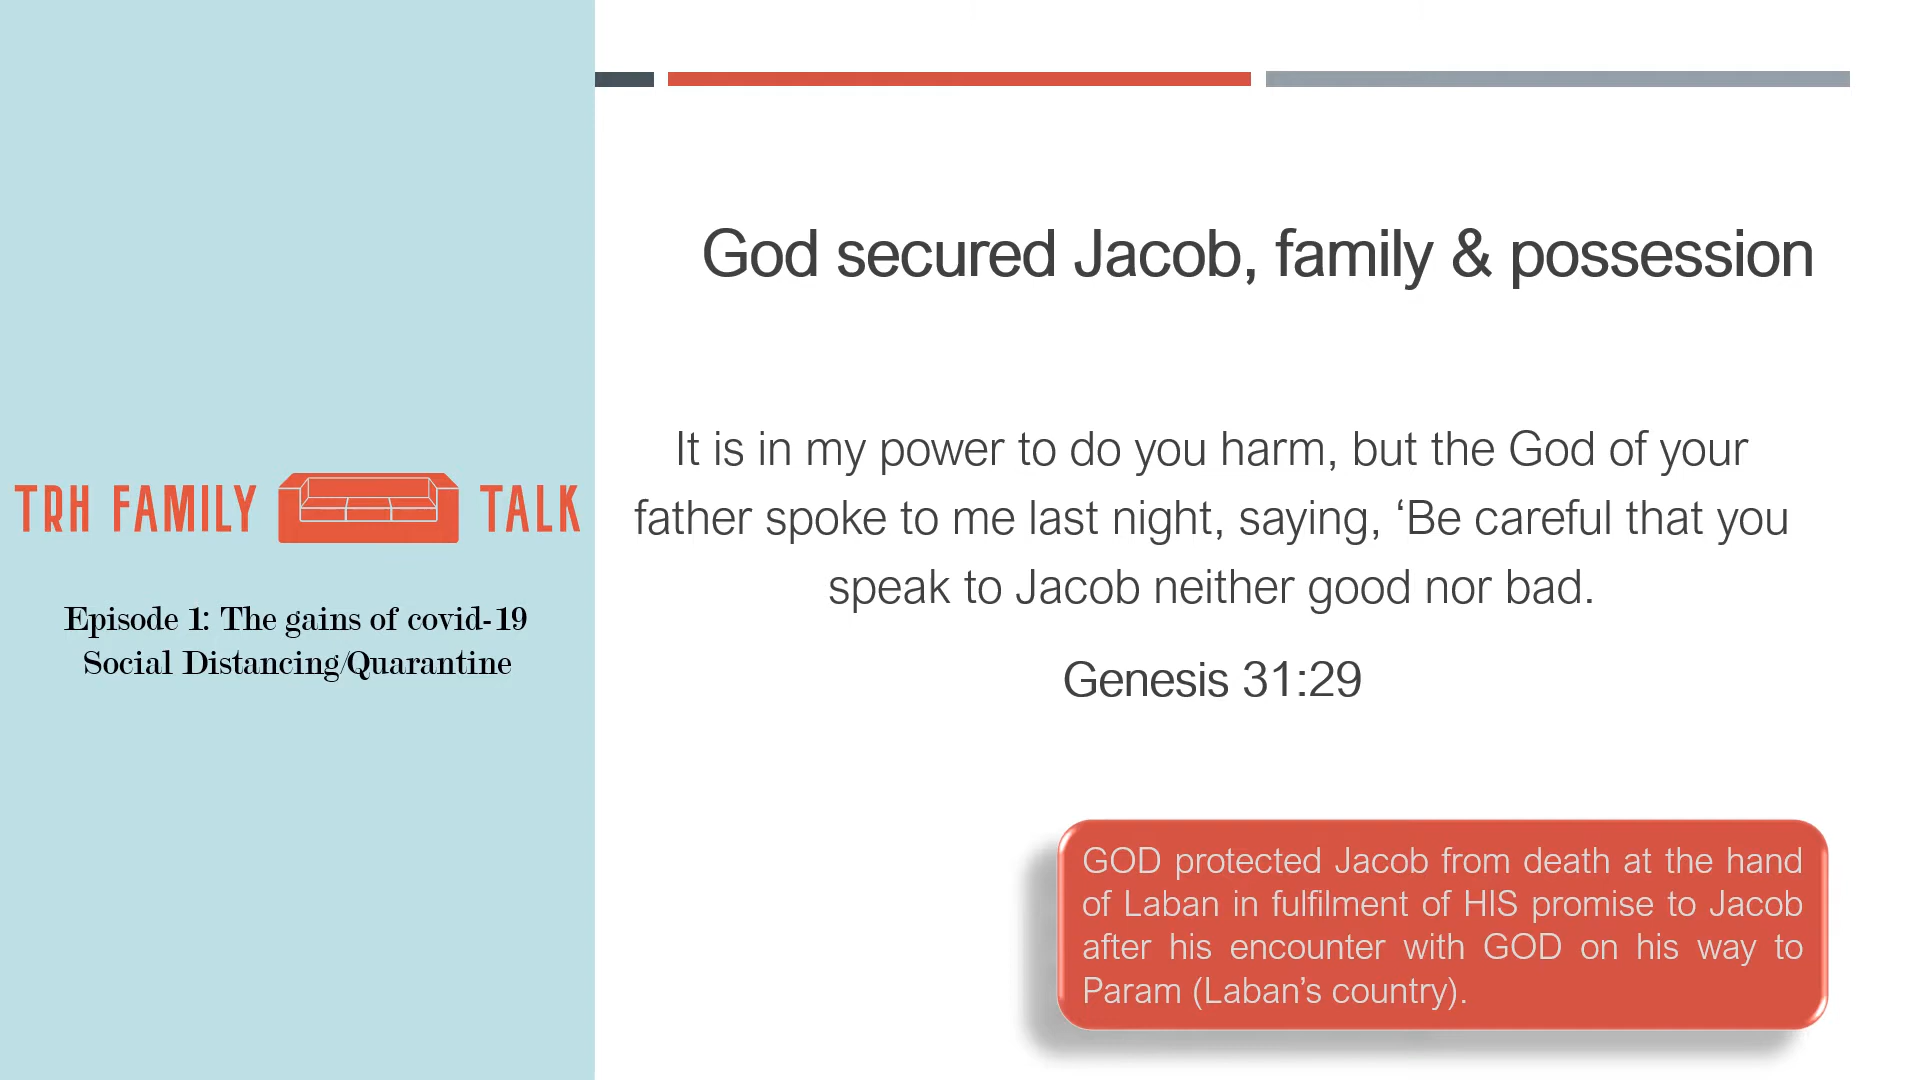 TRH FAMILY TALK
Episode 1: The gains of covid-19
Social Distancing/Quarantine
God secured Jacob, family & possession
It is in my power to do you harm, but the God of your
father spoke to me last night, saying, ‘Be careful that you
speak to Jacob neither good nor bad.
Genesis 31:29
GOD protected Jacob from death at the hand
of Laban in fulfilment of HIS promise to Jacob
after his encounter with GOD on his way to
Param (Laban’s country).